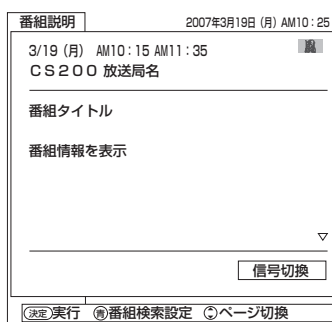 番組説明 2007年3月19日(月) AM10:25
3/19(月) AM10:15 AM11:35
CS200 放送局名
番組タイトル
番組情報を表示
信号切換
決定 実行 青 番組検索設定 ページ切換